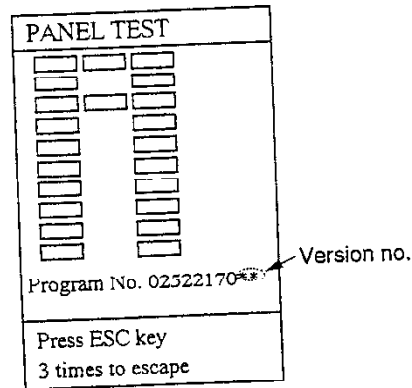 PANEL TEST
Program No. 02522170**
Version no.
Press ESC key
3 times to escape